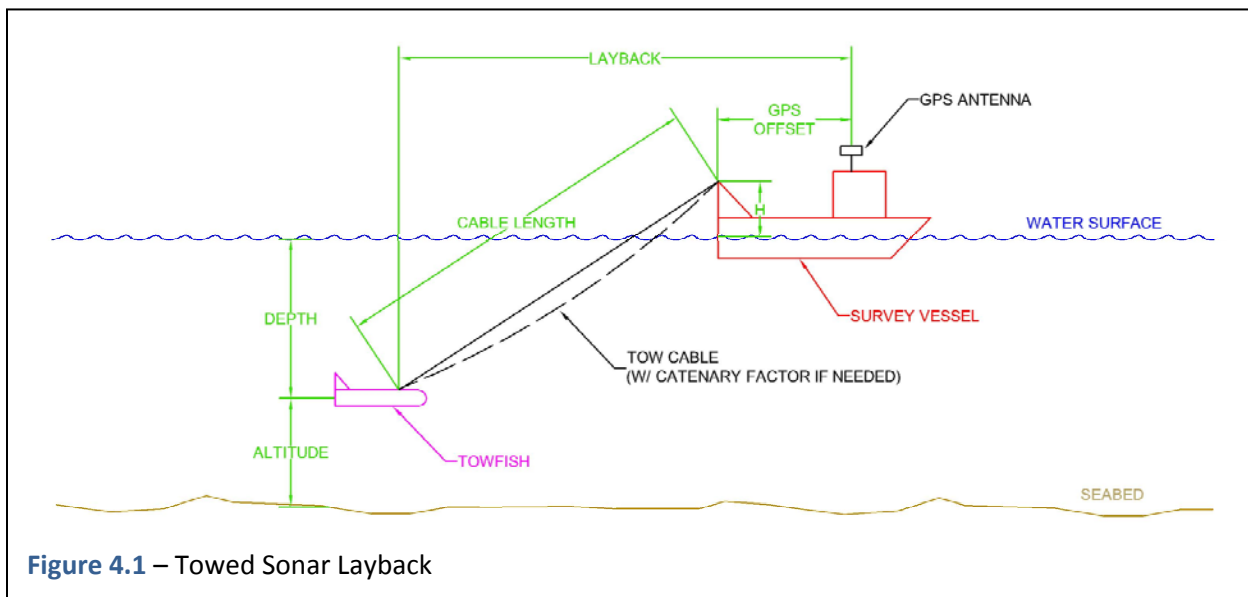 LAYBACK
GPS ANTENNA
GPS
OFFSET
CABLE LENGTH
H
WATER SURFACE
DEPTH
SURVEY VESSEL
TOW CABLE
(W/ CATENARY FACTOR IF NEEDED)
ALTITUDE
TOWFISH
SEABED
Figure 4.1 – Towed Sonar Layback